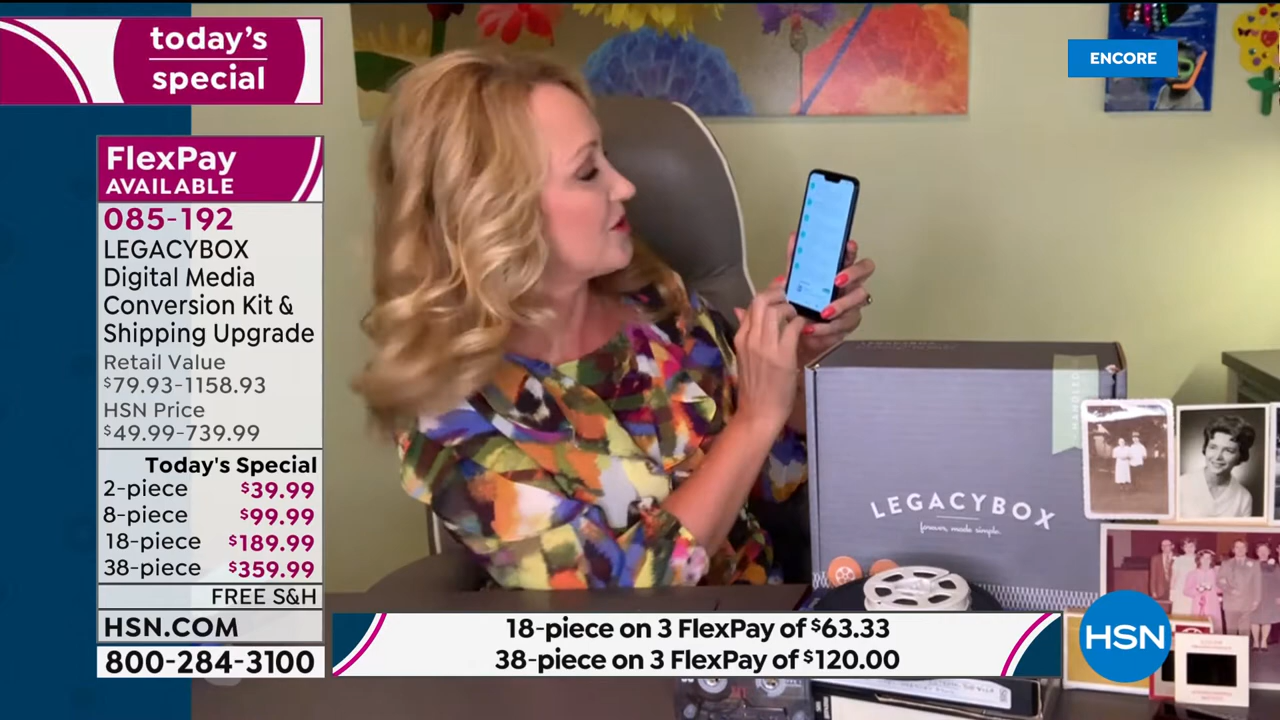 today's
special
ENCORE
FlexPay
AVAILABLE
085-192
LEGACYBOX
Digital Media
Conversion Kit &
Shipping Upgrade
Retail Value
$79.93-1158.93
HSN Price
$49.99-739.99
Today's Special
2-piece $39.99
8-piece $99.99
18-piece $189.99
38-piece $359.99
FREE S&H
HSN.COM
800-284-3100
LEGACYBOX
forever made simple.
18-piece on 3 FlexPay of $63.33
38-piece on 3 FlexPay of $120.00
HSN